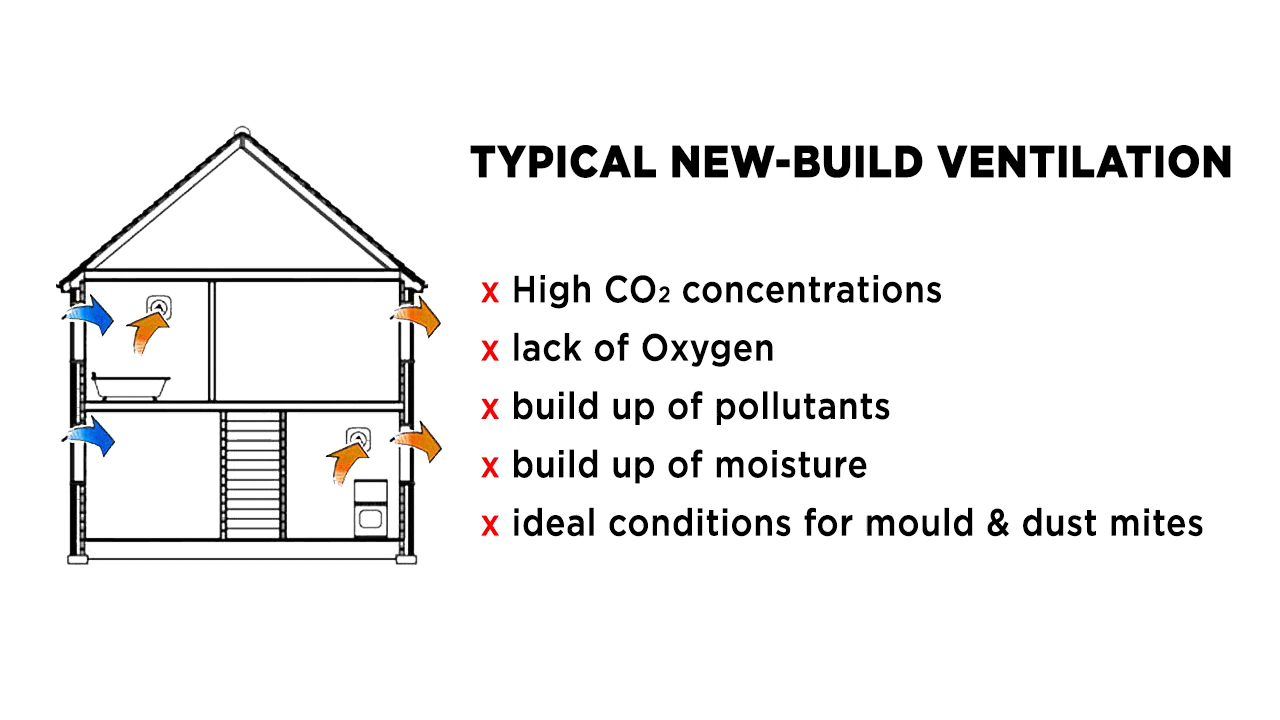 TYPICAL NEW-BUILD VENTILATION
x High CO₂ concentrations
x lack of Oxygen
x build up of pollutants
x build up of moisture
x ideal conditions for mould & dust mites